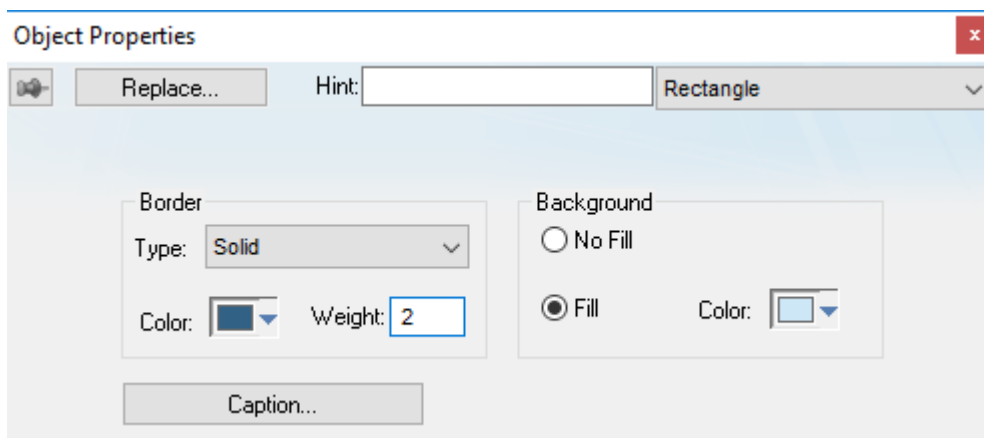 Object Properties
x
Replace... Hint: Rectangle
Border
Type: Solid
Color: Weight: 2
Background
No Fill
Fill Color:
Caption...